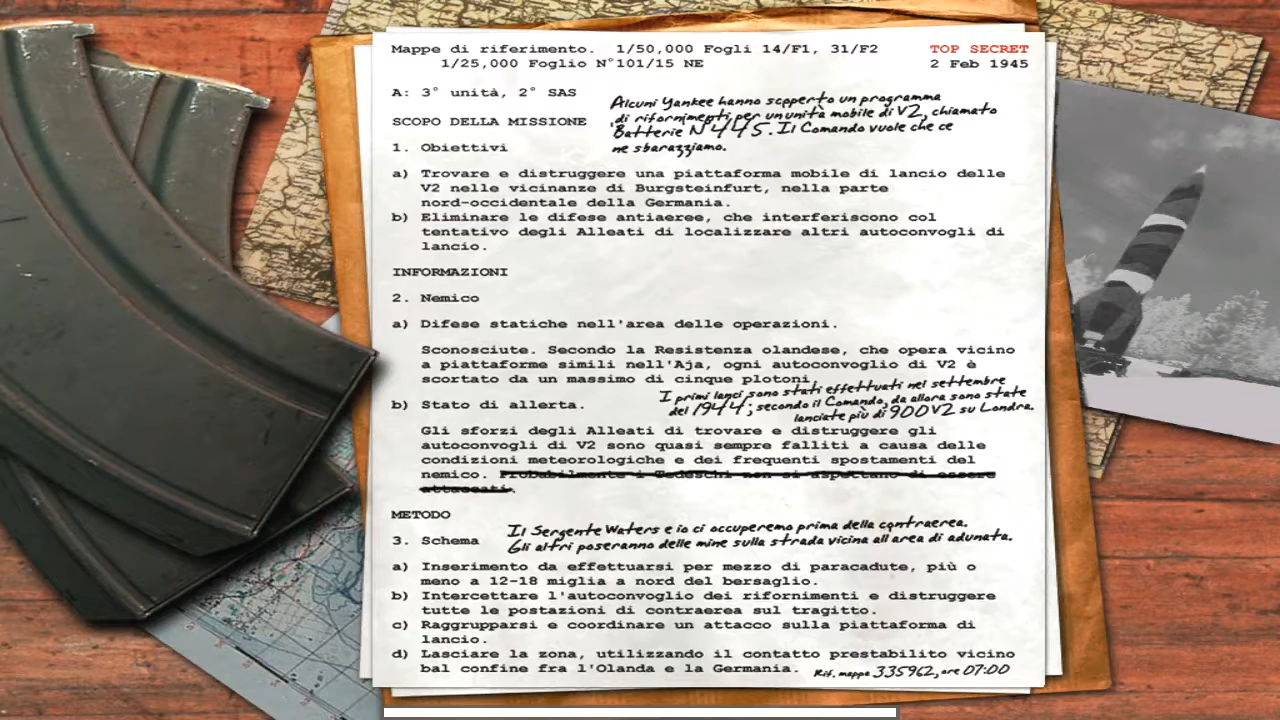 Mappe di riferimento. 1/50,000 Fogli 14/F1, 31/F2
TOP SECRET
1/25,000 Foglio N°101/15 NE
2 Feb 1945
A: 3° unità, 2° SAS
Alcuni Yankee hanno scoperto un programma
di rifornimenti per un'unità mobile di V2, chiamato
'Batterie N 445. Il Comando vuole che ce
ne sbarazziamo.
SCOPO DELLA MISSIONE
1. Obiettivi
a) Trovare e distruggere una piattaforma mobile di lancio delle
V2 nelle vicinanze di Burgsteinfurt, nella parte
nord-occidentale della Germania.
b) Eliminare le difese antiaeree, che interferiscono col
tentativo degli Alleati di localizzare altri autoconvogli di
lancio.
INFORMAZIONI
2. Nemico
a) Difese statiche nell'area delle operazioni.
Sconosciute. Secondo la Resistenza olandese, che opera vicino
a piattaforme simili nell'Aja, ogni autoconvoglio di V2 è
scortato da un massimo di cinque plotoni.
I primi lanci sono stati effettuati nel settembre
del 1944; secondo il Comando, da allora sono state
lanciate più di 900 V2 su Londra.
b) Stato di allerta.
Gli sforzi degli Alleati di trovare e distruggere gli
autoconvogli di V2 sono quasi sempre falliti a causa delle
condizioni meteorologiche e dei frequenti spostamenti del
nemico. Probabilmente i Tedeschi non si aspettano di essere
attaccati.
METODO
Il Sergente Waters e io ci occuperemo prima della contraerea.
Gli altri poseranno delle mine sulla strada vicina all'area di adunata.
3. Schema
a) Inserimento da effettuarsi per mezzo di paracadute, più o
meno a 12-18 miglia a nord del bersaglio.
b) Intercettare l'autoconvoglio dei rifornimenti e distruggere
tutte le postazioni di contraerea sul tragitto.
c) Raggrupparsi e coordinare un attacco sulla piattaforma di
lancio.
d) Lasciare la zona, utilizzando il contatto prestabilito vicino
bal confine fra l'Olanda e la Germania.
Rif. mappa 335962, ore 07:00